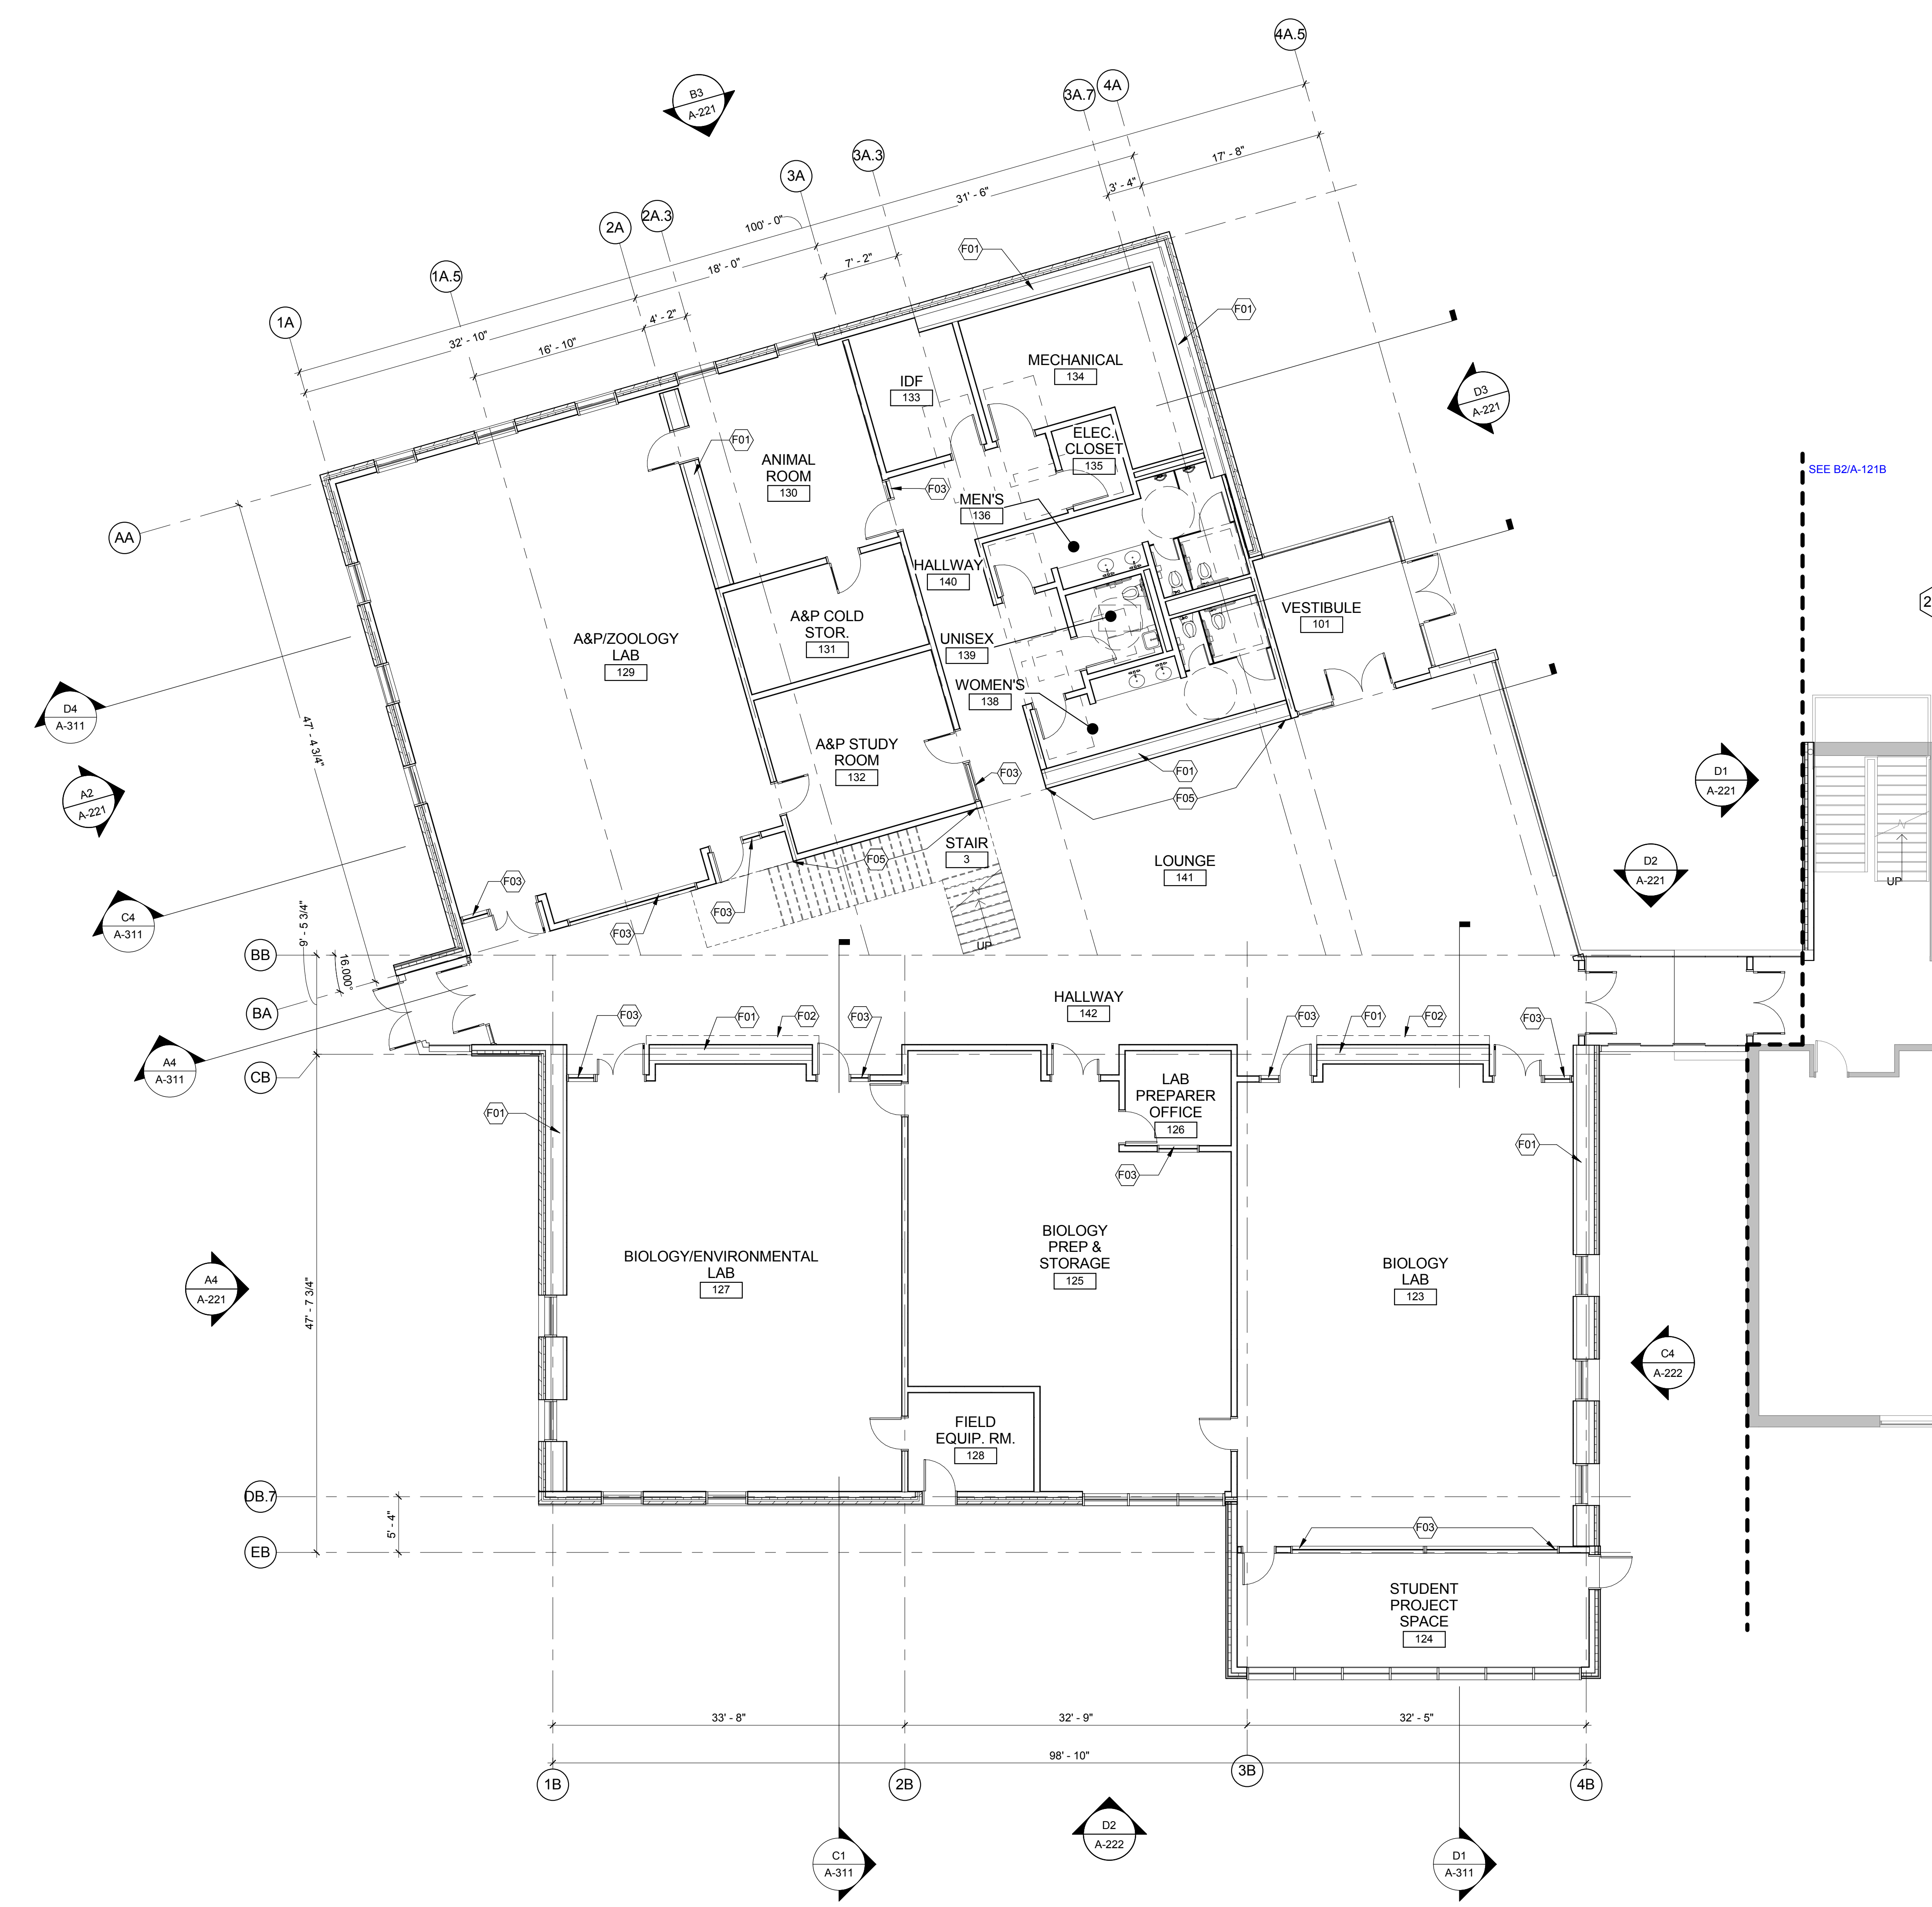 4A.5
B3
A-221
3A.7
4A
3A.3
3A
2A.3
2A
1A.5
1A
17' - 8"
3' - 4"
31' - 6"
100' - 0"
18' - 0"
7' - 2"
4' - 2"
32' - 10"
16' - 10"
F01
F01
MECHANICAL
134
IDF
133
D3
A-221
ELEC.
CLOSET
135
F01
ANIMAL
ROOM
130
F03
MEN'S
136
SEE B2/A-121B
AA
HALLWAY
140
VESTIBULE
101
2
A&P COLD
STOR.
131
A&P/ZOOLOGY
LAB
129
UNISEX
139
WOMEN'S
138
D4
A-311
47' - 4 3/4"
A&P STUDY
ROOM
132
F03
F01
F05
A2
A-221
D1
A-221
STAIR
3
F05
LOUNGE
141
D2
A-221
UP
F03
F03
F03
C4
A-311
9' - 5 3/4"
UP
BB
16.000°
BA
HALLWAY
142
F03
F01
F02
F03
F03
F01
F02
F03
A4
A-311
CB
LAB
PREPARER
OFFICE
126
F01
F01
F03
BIOLOGY/ENVIRONMENTAL
LAB
127
BIOLOGY
PREP &
STORAGE
125
BIOLOGY
LAB
123
A4
A-221
47' - 7 3/4"
C4
A-222
FIELD
EQUIP. RM.
128
DB.7
5' - 4"
F03
EB
STUDENT
PROJECT
SPACE
124
33' - 8"
32' - 9"
32' - 5"
98' - 10"
1B
2B
3B
4B
D2
A-222
C1
A-311
D1
A-311